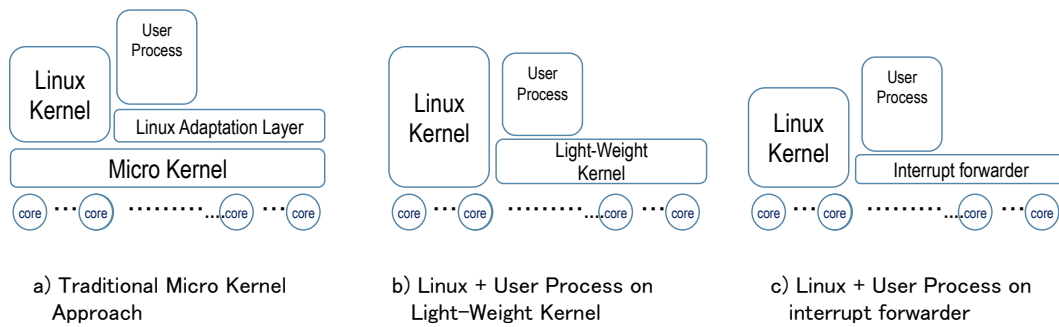 User
Process
Linux
Kernel
Linux Adaptation Layer
Micro Kernel
core ··· core ·········....core ··· core
a) Traditional Micro Kernel
Approach
Linux
Kernel
User
Process
Light-Weight
Kernel
core ··· core ·········....core ··· core
b) Linux + User Process on
Light-Weight Kernel
User
Process
Linux
Kernel
Interrupt forwarder
core ··· core ·········....core ··· core
c) Linux + User Process on
interrupt forwarder